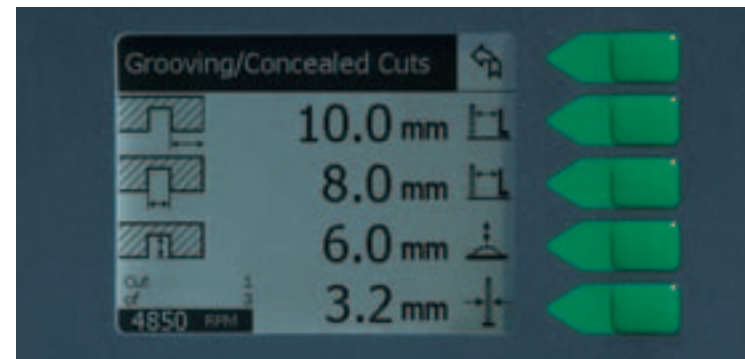 Grooving/Concealed Cuts
10.0 mm
8.0 mm
6.0 mm
cut 1
of 3
3.2 mm
4850 RPM